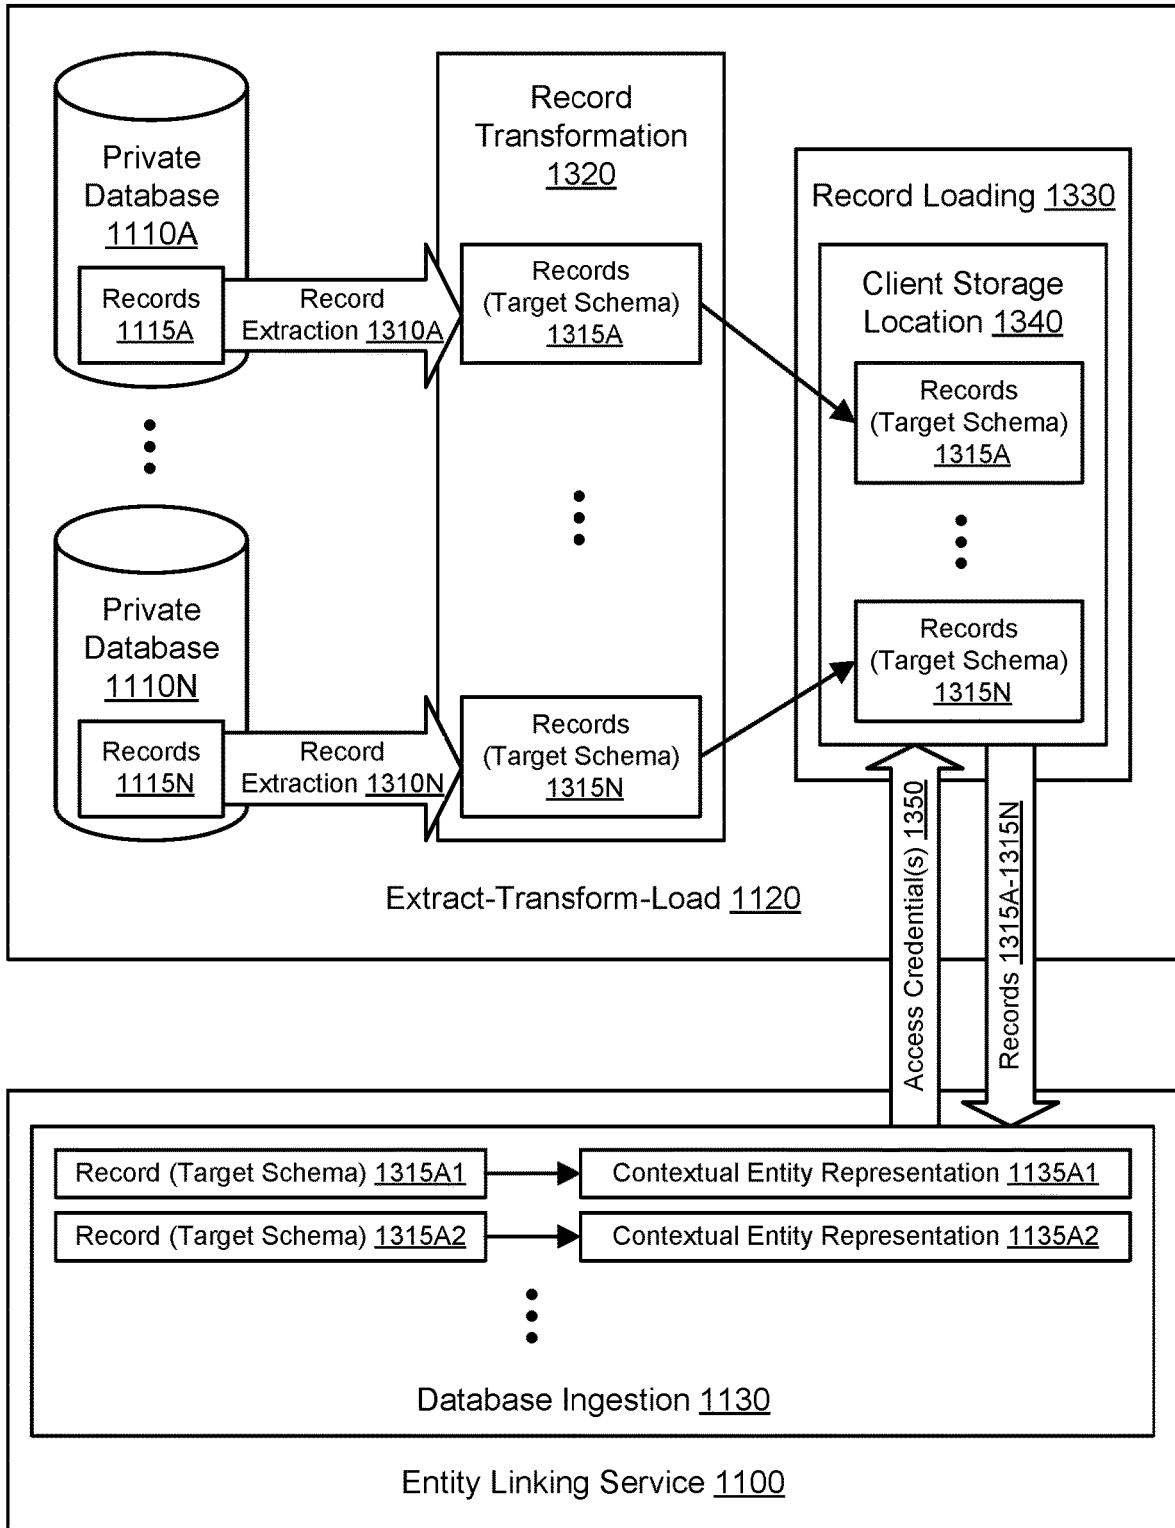 Private
Database
1110A
Records
1115A
Record
Extraction 1310A
Record
Transformation
1320
Records
(Target Schema)
1315A
Record Loading 1330
Client Storage
Location 1340
Records
(Target Schema)
1315A
Private
Database
1110N
Records
1115N
Record
Extraction 1310N
Records
(Target Schema)
1315N
Records
(Target Schema)
1315N
Extract-Transform-Load 1120
Access Credential(s) 1350
Records 1315A-1315N
Record (Target Schema) 1315A1
Contextual Entity Representation 1135A1
Record (Target Schema) 1315A2
Contextual Entity Representation 1135A2
Database Ingestion 1130
Entity Linking Service 1100